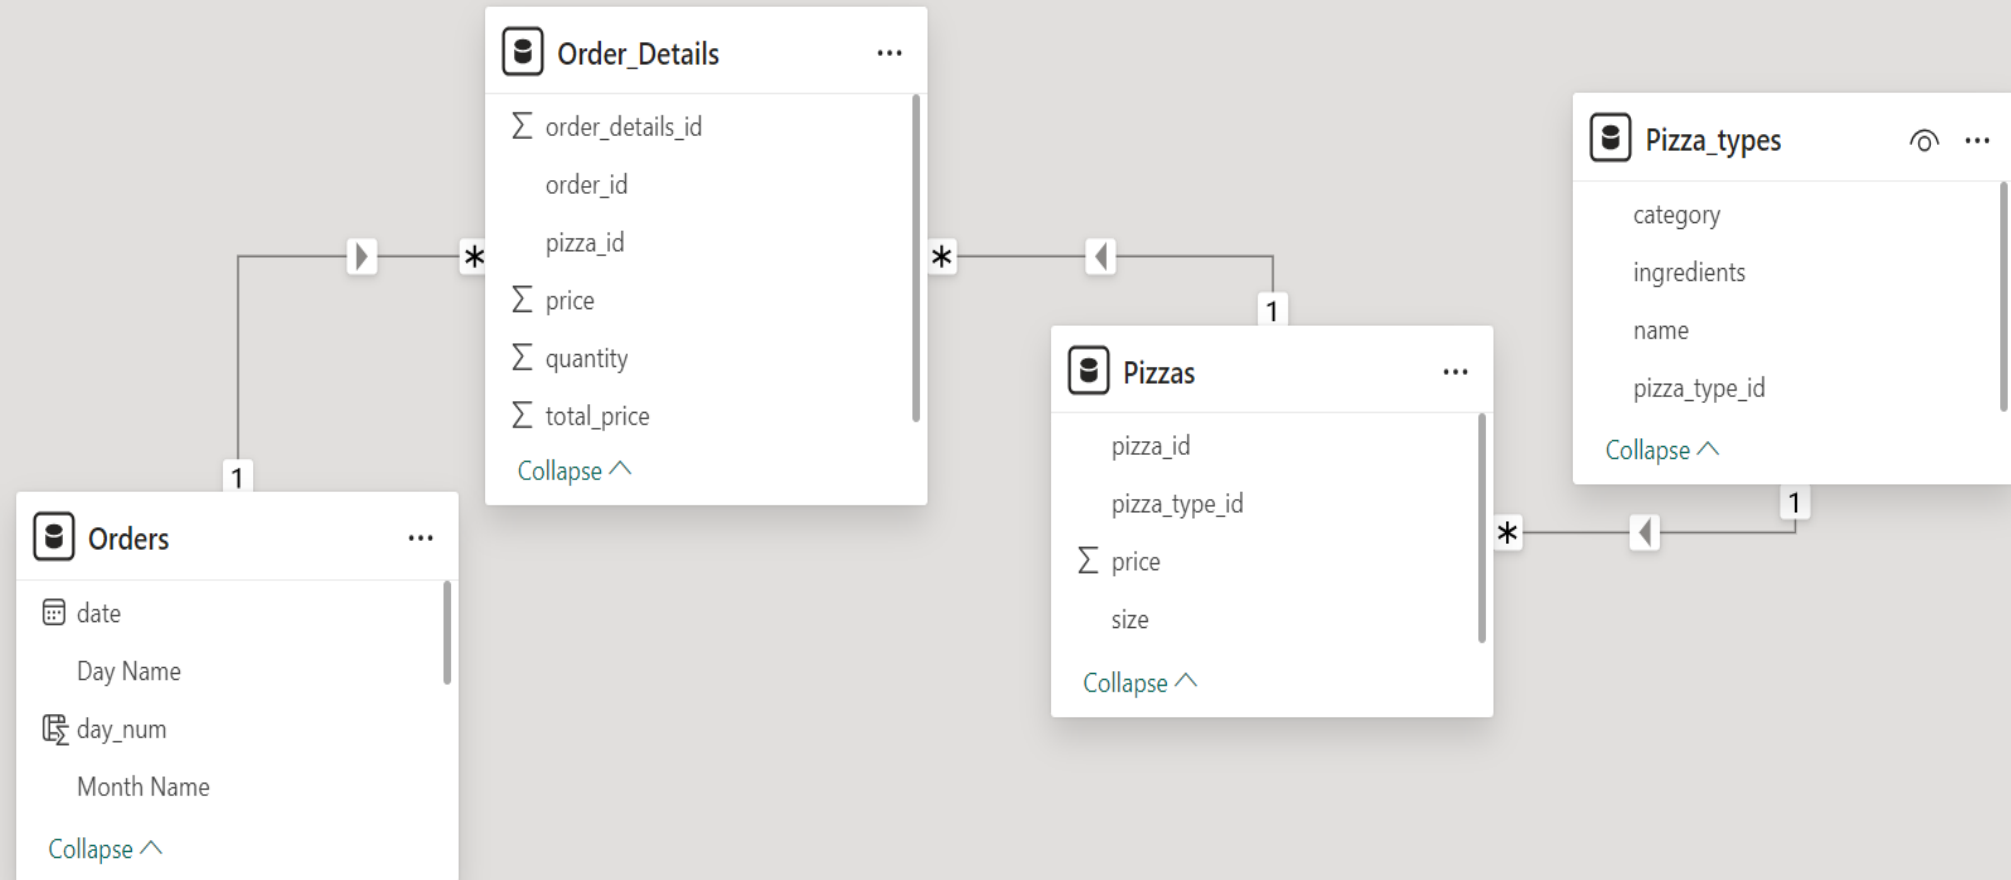 Order_Details
order_details_id
order_id
pizza_id
price
quantity
total_price
Collapse
*
*
1
1
Orders
date
Day Name
day_num
Month Name
Collapse
Pizzas
pizza_id
pizza_type_id
price
size
Collapse
*
1
Pizza_types
category
ingredients
name
pizza_type_id
Collapse